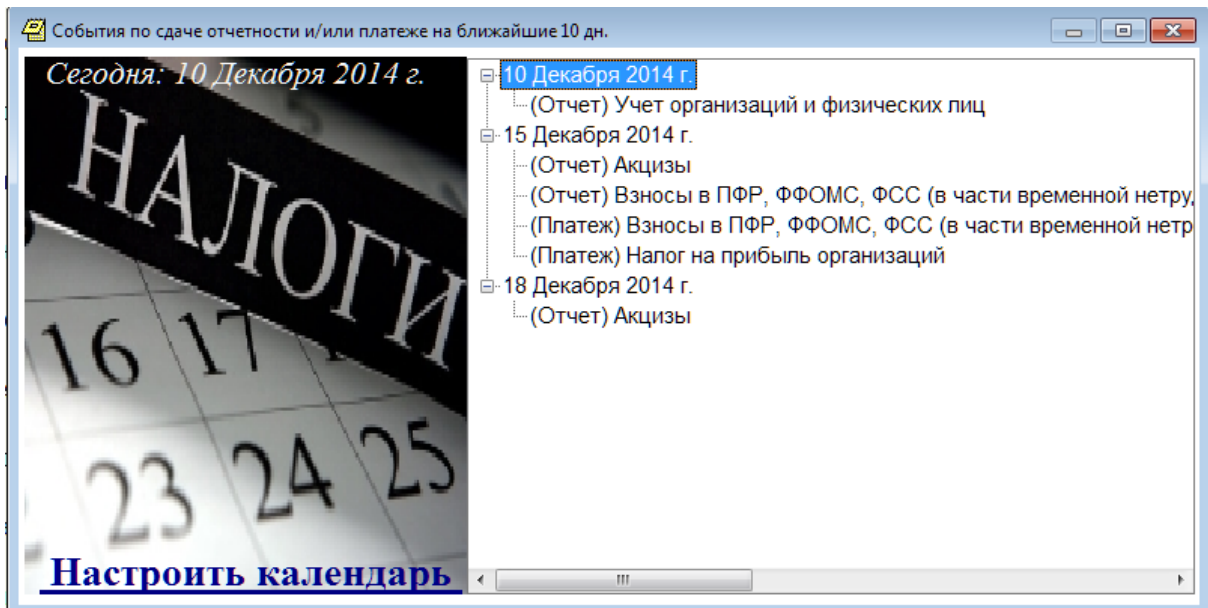 События по сдаче отчетности и/или платеже на ближайшие 10 дн.
Сегодня: 10 Декабря 2014 г.
НАЛОГИ
16 17
23 24 25
Настроить календарь
10 Декабря 2014 г.
(Отчет) Учет организаций и физических лиц
15 Декабря 2014 г.
(Отчет) Акцизы
(Отчет) Взносы в ПФР, ФФОМС, ФСС (в части временной нетру
(Платеж) Взносы в ПФР, ФФОМС, ФСС (в части временной нетр
(Платеж) Налог на прибыль организаций
18 Декабря 2014 г.
(Отчет) Акцизы